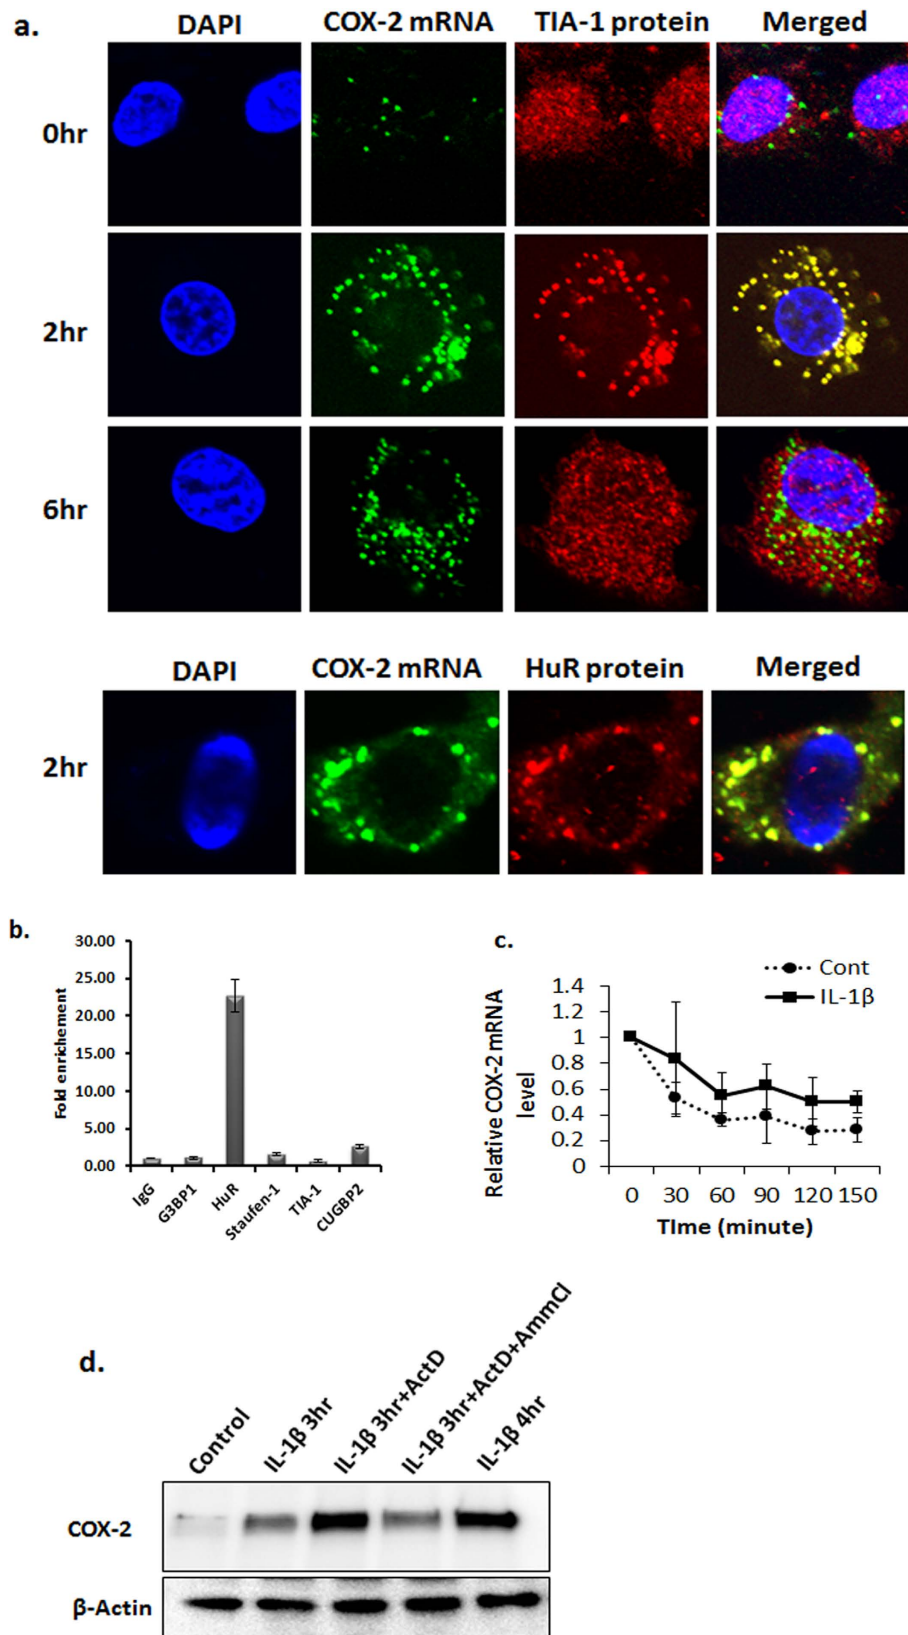 a.
DAPI COX-2 mRNA TIA-1 protein Merged
0hr
2hr
6hr
DAPI COX-2 mRNA HuR protein Merged
2hr
b.
Fold enrichement
30.00
25.00
20.00
15.00
10.00
5.00
0.00
IgG G3BP1 HuR Staufen-1 TIA-1 CUGBP2
c.
Cont
IL-1β
Relative COX-2 mRNA
level
1.4
1.2
1
0.8
0.6
0.4
0.2
0
0 30 60 90 120 150
TIme (minute)
d.
Control IL-1β 3hr IL-1β 3hr+ActD IL-1β 3hr+ActD+AmmCl IL-1β 4hr
COX-2
β-Actin